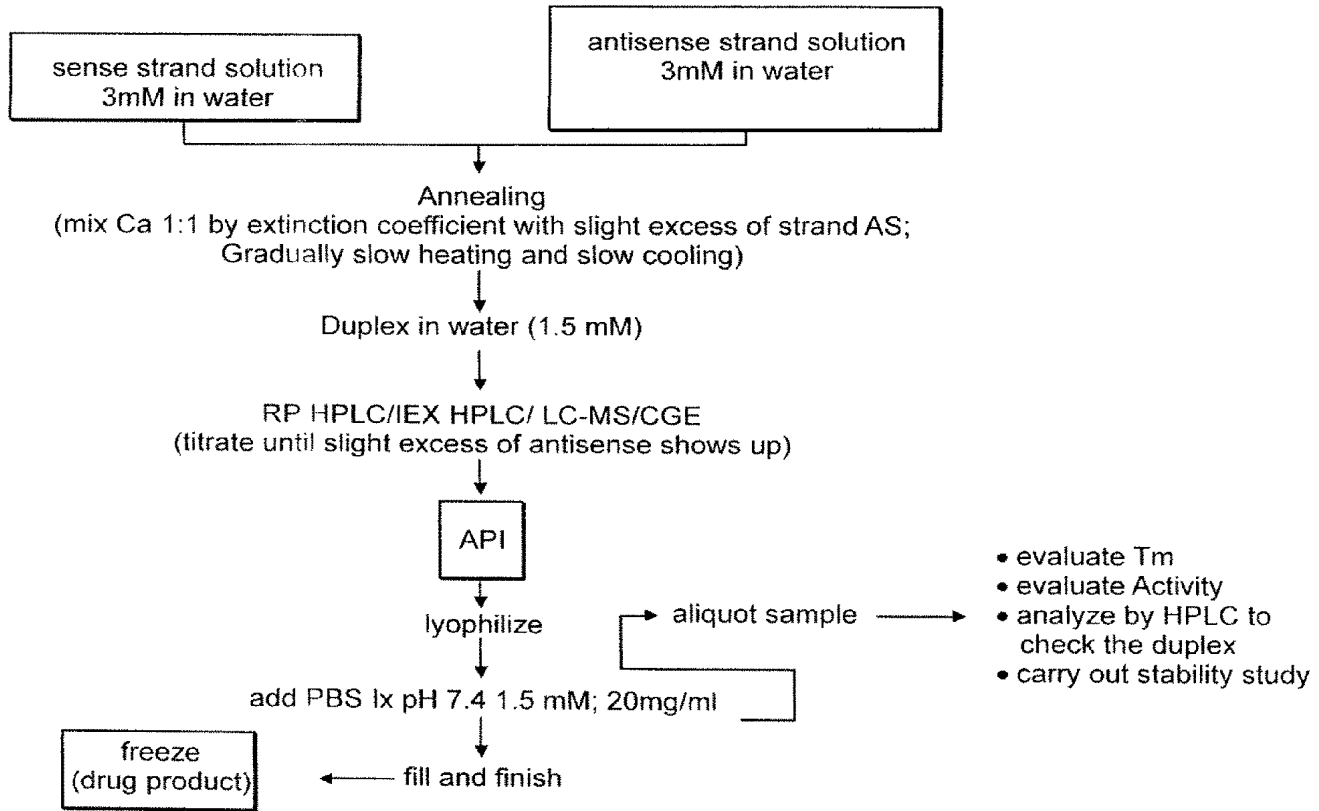 sense strand solution
3mM in water
antisense strand solution
3mM in water
Annealing
(mix Ca 1:1 by extinction coefficient with slight excess of strand AS;
Gradually slow heating and slow cooling)
Duplex in water (1.5 mM)
RP HPLC/IEX HPLC/ LC-MS/CGE
(titrate until slight excess of antisense shows up)
API
lyophilize
add PBS Ix pH 7.4 1.5 mM; 20mg/ml
aliquot sample
• evaluate Tm
• evaluate Activity
• analyze by HPLC to
check the duplex
• carry out stability study
fill and finish
freeze
(drug product)